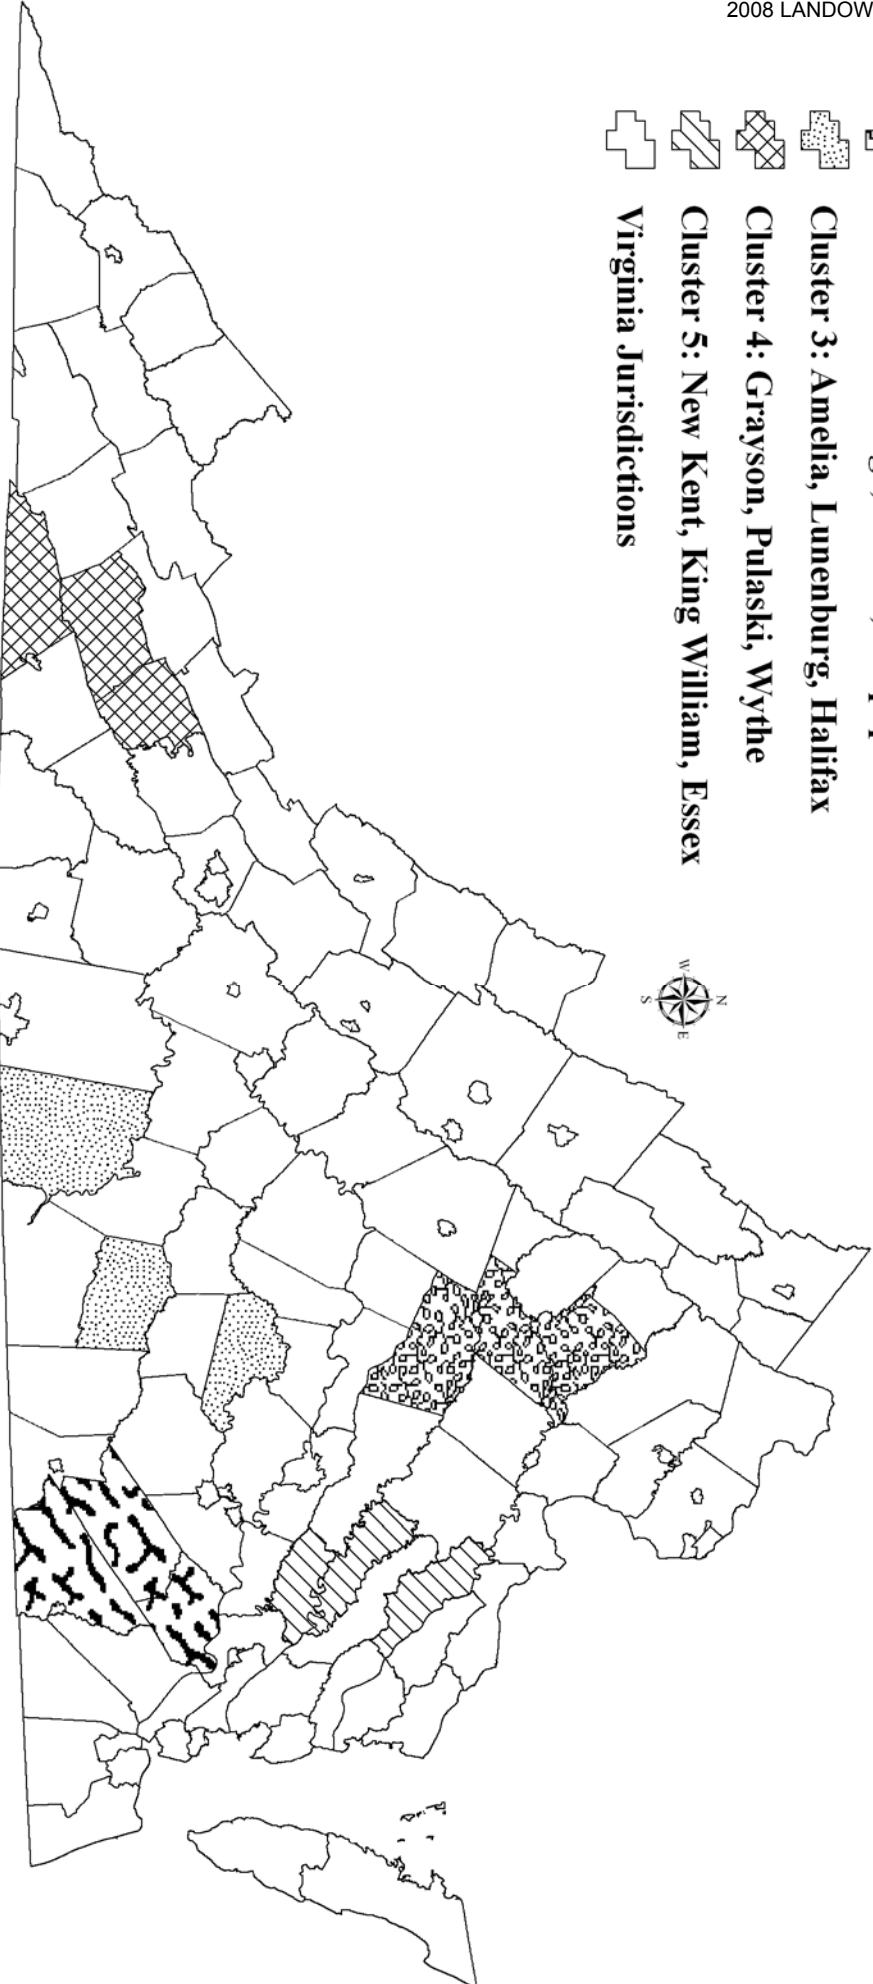 2008 LANDOW
Cluster 3: Amelia, Lunenburg, Halifax
Cluster 4: Grayson, Pulaski, Wythe
Cluster 5: New Kent, King William, Essex
Virginia Jurisdictions
N
W
E
S